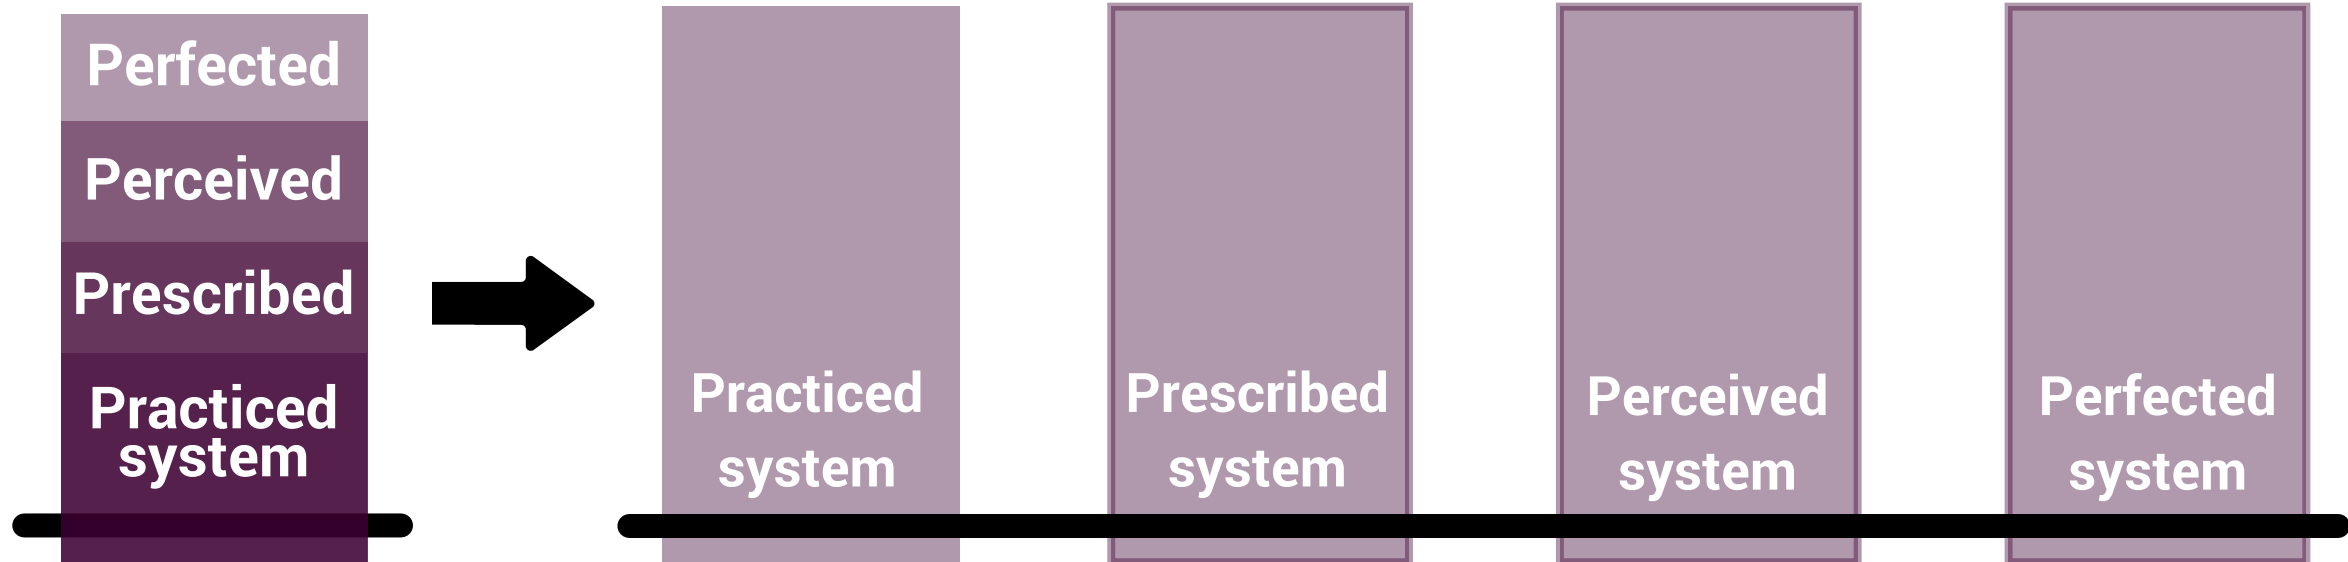 Perfected
Perceived
Prescribed
Practiced
system
Practiced
system
Prescribed
system
Perceived
system
Perfected
system